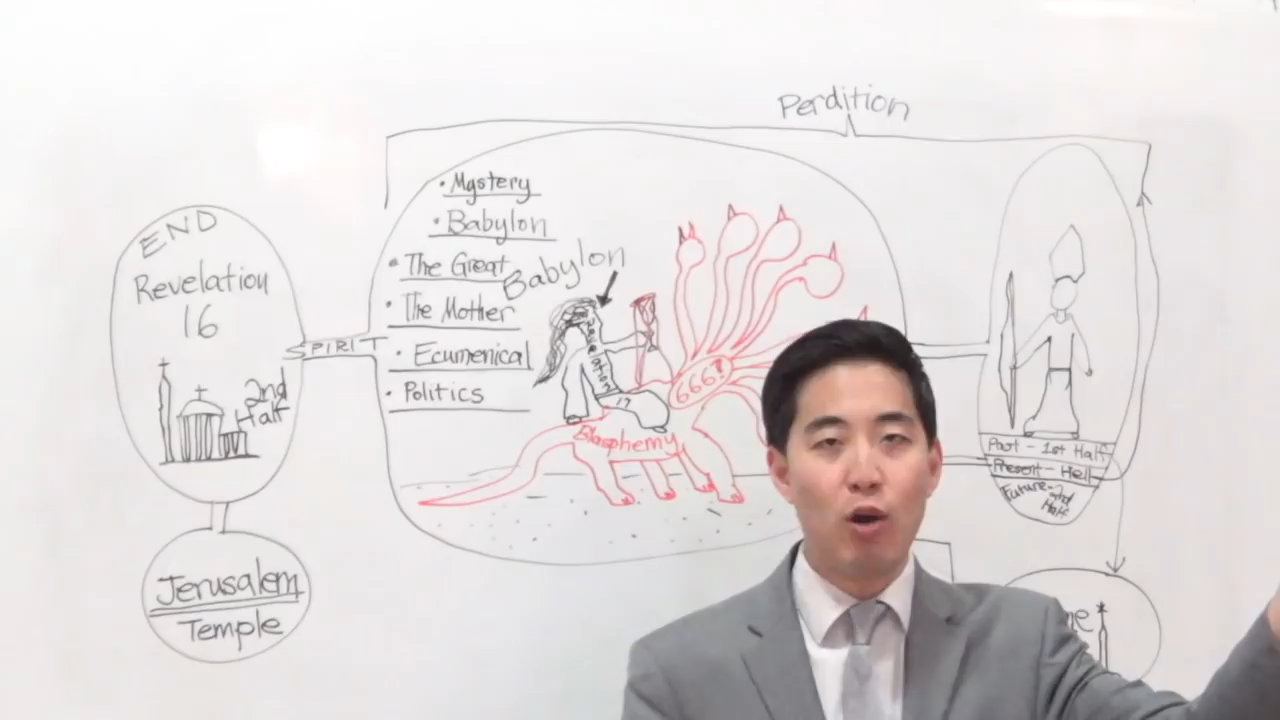 Perdition
END
Revelation
16
2nd
Half
SPIRIT
Jerusalem
Temple
• Mystery
• Babylon
• The Great
• The Mother
• Ecumenical
• Politics
Babylon
Revelation
17
666?
Blasphemy
Past - 1st Half
Present - Hell
Future - 2nd
Half